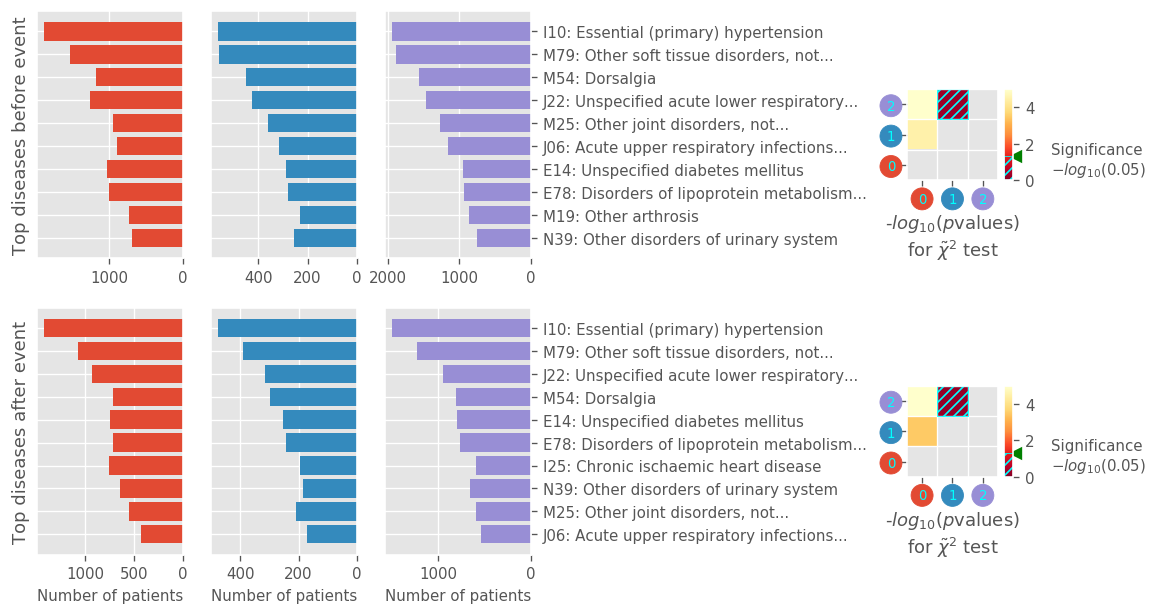 Top diseases before event
I10: Essential (primary) hypertension
M79: Other soft tissue disorders, not...
M54: Dorsalgia
J22: Unspecified acute lower respiratory...
M25: Other joint disorders, not...
J06: Acute upper respiratory infections...
E14: Unspecified diabetes mellitus
E78: Disorders of lipoprotein metabolism...
M19: Other arthrosis
N39: Other disorders of urinary system
1000 0
400 200 0
2000 1000 0
2
1
0
0 1 2
4
2
0
Significance
−log10(0.05)
-log10(pvalues)
for χ̃2 test
Top diseases after event
I10: Essential (primary) hypertension
M79: Other soft tissue disorders, not...
J22: Unspecified acute lower respiratory...
M54: Dorsalgia
E14: Unspecified diabetes mellitus
E78: Disorders of lipoprotein metabolism...
I25: Chronic ischaemic heart disease
N39: Other disorders of urinary system
M25: Other joint disorders, not...
J06: Acute upper respiratory infections...
1000 500 0
400 200 0
1000 0
Number of patients
Number of patients
Number of patients
2
1
0
0 1 2
4
2
0
Significance
−log10(0.05)
-log10(pvalues)
for χ̃2 test